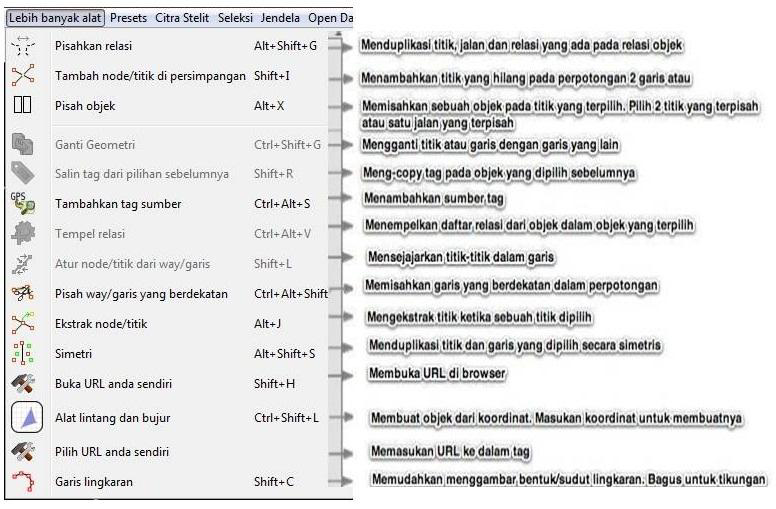 Lebih banyak alat Presets Citra Stelit Seleksi Jendela Open Da
Pisahkan relasi Alt+Shift+G Menduplikasi titik, jalan dan relasi yang ada pada relasi objek
Tambah node/titik di persimpangan Shift+I Menambahkan titik yang hilang pada perpotongan 2 garis atau
Pisah objek Alt+X Memisahkan sebuah objek pada titik yang terpilih. Pilih 2 titik yang terpisah
atau satu jalan yang terpisah
Ganti Geometri Ctrl+Shift+G Mengganti titik atau garis dengan garis yang lain
Salin tag dari pilihan sebelumnya Shift+R Meng-copy tag pada objek yang dipilih sebelumnya
GPS Tambahkan tag sumber Ctrl+Alt+S Menambahkan sumber tag
Tempel relasi Ctrl+Alt+V Menempelkan daftar relasi dari objek dalam objek yang terpilih
Atur node/titik dari way/garis Shift+L Mensejajarkan titik-titik dalam garis
Pisah way/garis yang berdekatan Ctrl+Alt+Shift Memisahkan garis yang berdekatan dalam perpotongan
Ekstrak node/titik Alt+J Mengekstrak titik ketika sebuah titik dipilih
Simetri Alt+Shift+S Menduplikasi titik dan garis yang dipilih secara simetris
Buka URL anda sendiri Shift+H Membuka URL di browser
Alat lintang dan bujur Ctrl+Shift+L Membuat objek dari koordinat. Masukan koordinat untuk membuatnya
Pilih URL anda sendiri Memasukan URL ke dalam tag
Garis lingkaran Shift+C Memudahkan menggambar bentuk/sudut lingkaran. Bagus untuk tikungan